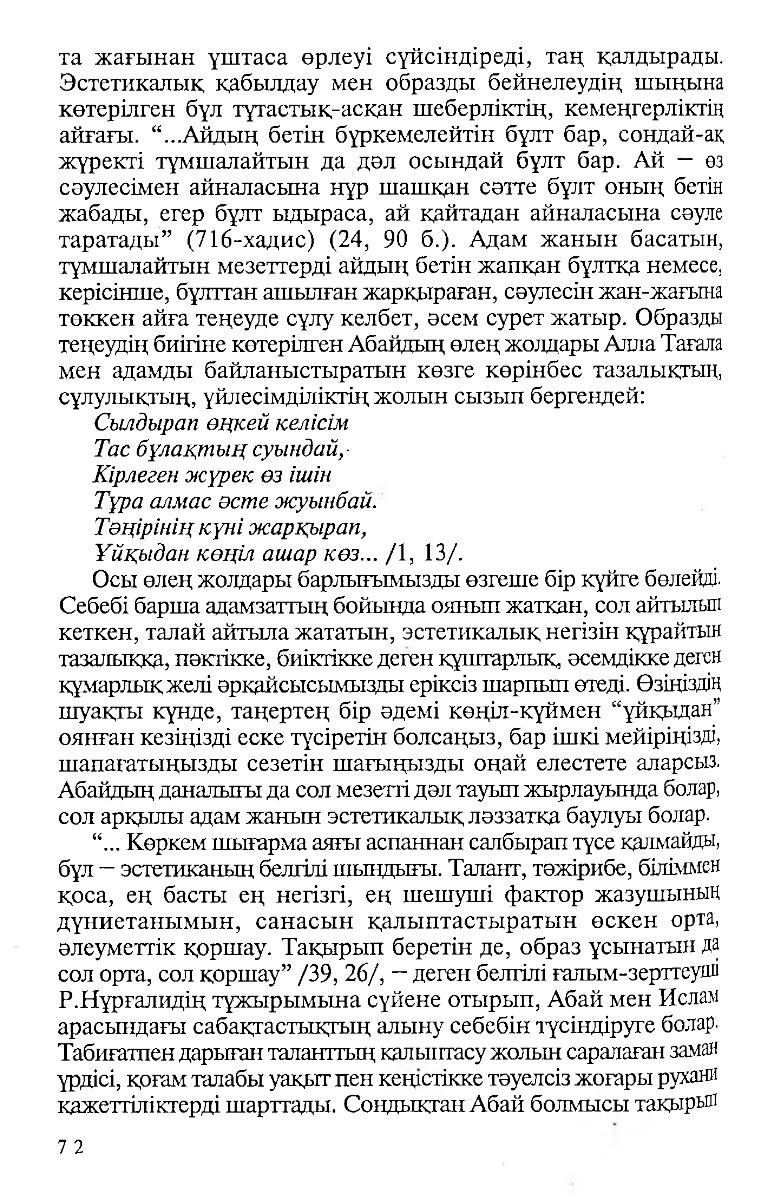 та жағынан ұштаса өрлеуі сүйсіндіреді, таң қалдырады.
Эстетикалық қабылдау мен образды бейнелеудің шыңына
көтерілген бұл тұтастық-асқан шеберліктің, кемеңгерліктің
айғағы. “...Айдың бетін бүркемелейтін бұлт бар, сондай-ақ
жүректі тұмшалайтын да дәл осындай бұлт бар. Ай — өз
сәулесімен айналасына нұр шашқан сәтте бұлт оның бетін
жабады, егер бұлт ыдыраса, ай қайтадан айналасына сәуле
таратады” (716-хадис) (24, 90 б.). Адам жанын басатын,
тұмшалайтын мезеттерді айдың бетін жапқан бұлтқа немесе,
керісінше, бұлттан ашылған жарқыраған, сәулесін жан-жағына
төккен айға теңеуде сұлу келбет, әсем сурет жатыр. Образды
теңеудің биігіне көтерілген Абайдың өлең жолдары Алла Тағала
мен адамды байланыстыратын көзге көрінбес тазалықтың,
сұлулықтың, үйлесімділіктің жолын сызып бергендей:
Сылдырап өңкей келісім
Тас бұлақтың суындай,
Кірлеген жүрек өз ішін
Тұра алмас әсте жуынбай.
Тәңірінің күні жарқырап,
Ұйқыдан көңіл ашар көз... /1, 13/.
Осы өлең жолдары барлығымызды өзгеше бір күйге бөлейді.
Себебі барша адамзаттың бойында оянып жатқан, сол айтылып
кеткен, талай айтыла жататын, эстетикалық негізін құрайтын
тазалыққа, пәктікке, биіктікке деген құштарлық, әсемдікке деген
құмарлық желі әрқайсысымызды еріксіз шарпып өтеді. Өзіңіздің
шуақты күнде, таңертең бір әдемі көңіл-күймен “ұйқыдан”
оянған кезіңізді еске түсіретін болсаңыз, бар ішкі мейіріңізді,
шапағатыңызды сезетін шағыңызды оңай елестете аларсыз.
Абайдың даналығы да сол мезетті дәл тауып жырлауында болар,
сол арқылы адам жанын эстетикалық ләззатқа баулуы болар.
“... Көркем шығарма аяғы аспаннан салбырап түсе қалмайды,
бұл — эстетиканың белгілі шындығы. Талант, тәжірибе, біліммен
қоса, ең басты ең негізгі, ең шешуші фактор жазушының
дүниетанымын, санасын қалыптастыратын өскен орта,
әлеуметтік қоршау. Тақырып беретін де, образ ұсынатын да
сол орта, сол қоршау” /39, 26/, — деген белгілі ғалым-зерттеуші
Р.Нұрғалидің тұжырымына сүйене отырып, Абай мен Ислам
арасындағы сабақтастықтың алыну себебін түсіндіруге болар.
Табиғатпен дарыған таланттың қалыптасу жолын саралаған заман
үрдісі, қоғам талабы уақыт пен кеңістікке тәуелсіз жоғары рухани
қажеттіліктерді шарттады. Сондықтан Абай болмысы тақырып
7 2